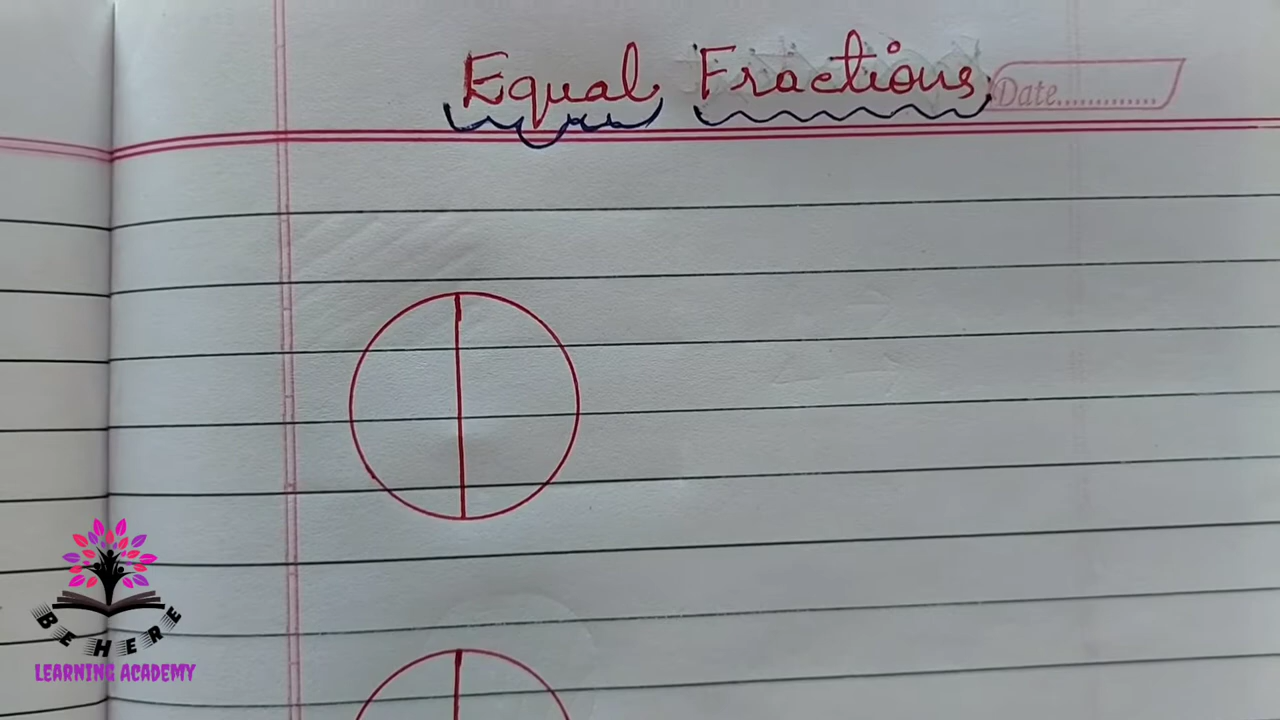 Equal Fractions
Date.............
BEHERE
LEARNING ACADEMY